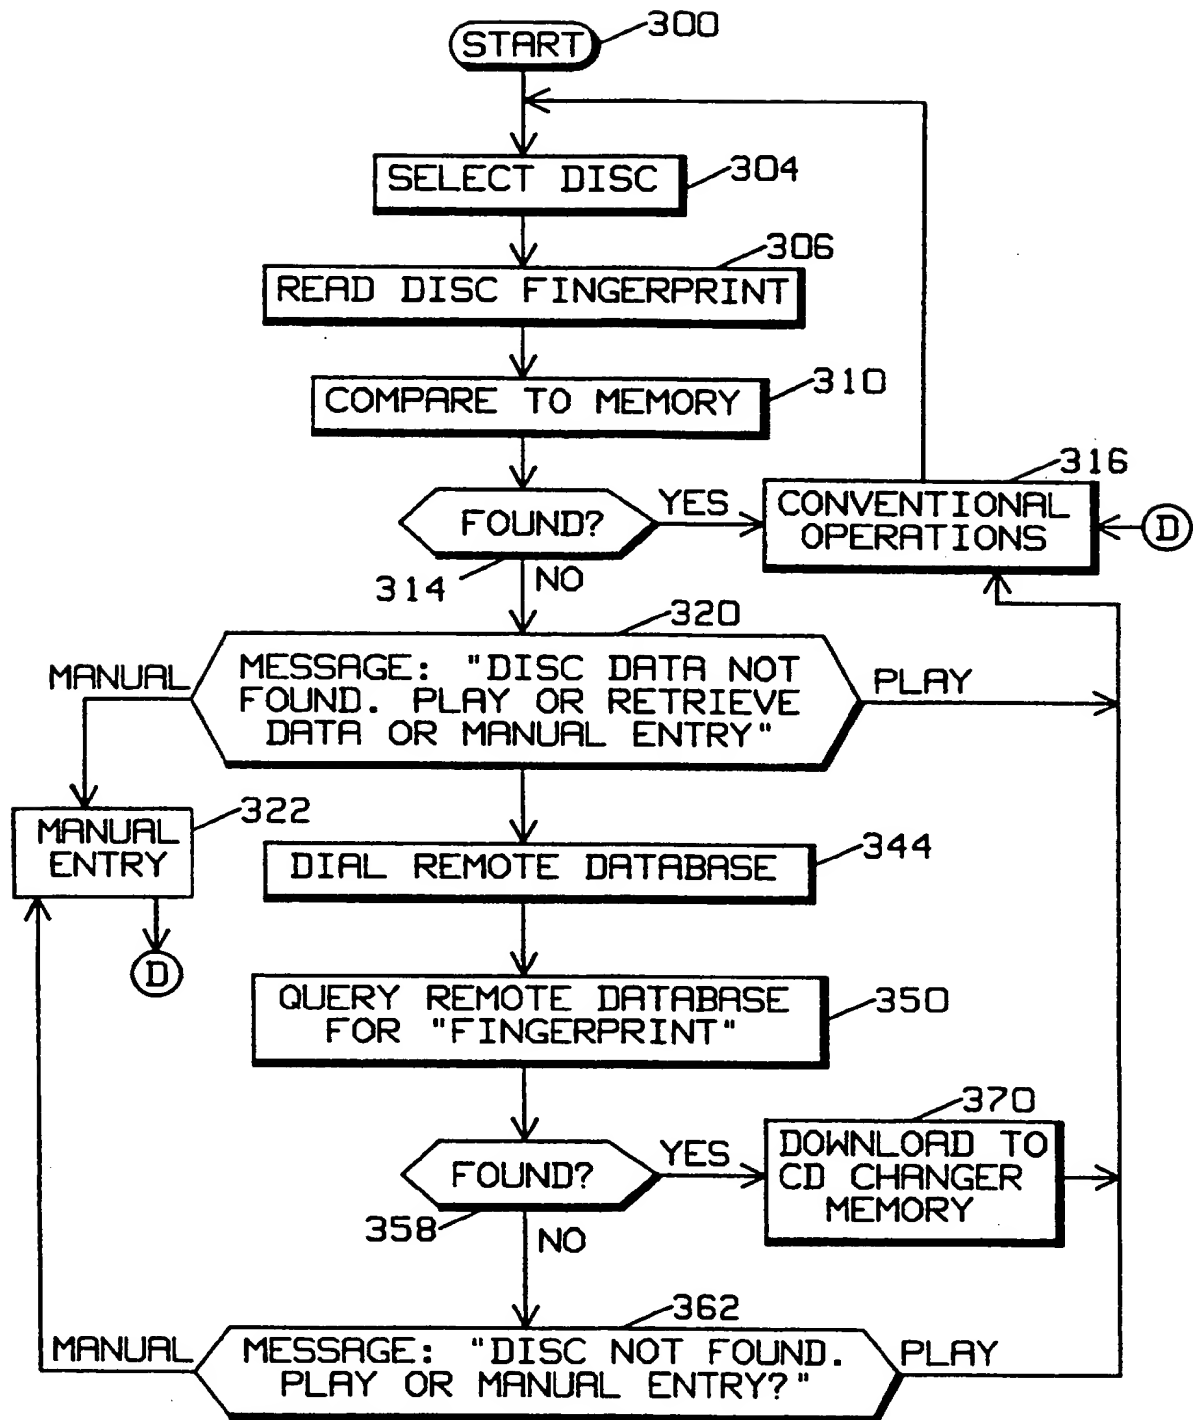 START
300
SELECT DISC
304
306
READ DISC FINGERPRINT
COMPARE TO MEMORY
310
FOUND?
YES
314
NO
316
CONVENTIONAL
OPERATIONS
D
320
MANUAL
MESSAGE: "DISC DATA NOT
FOUND. PLAY OR RETRIEVE
DATA OR MANUAL ENTRY"
PLAY
322
MANUAL
ENTRY
D
DIAL REMOTE DATABASE
344
QUERY REMOTE DATABASE
FOR "FINGERPRINT"
350
FOUND?
YES
358
NO
370
DOWNLOAD TO
CD CHANGER
MEMORY
362
MANUAL
MESSAGE: "DISC NOT FOUND.
PLAY OR MANUAL ENTRY?"
PLAY